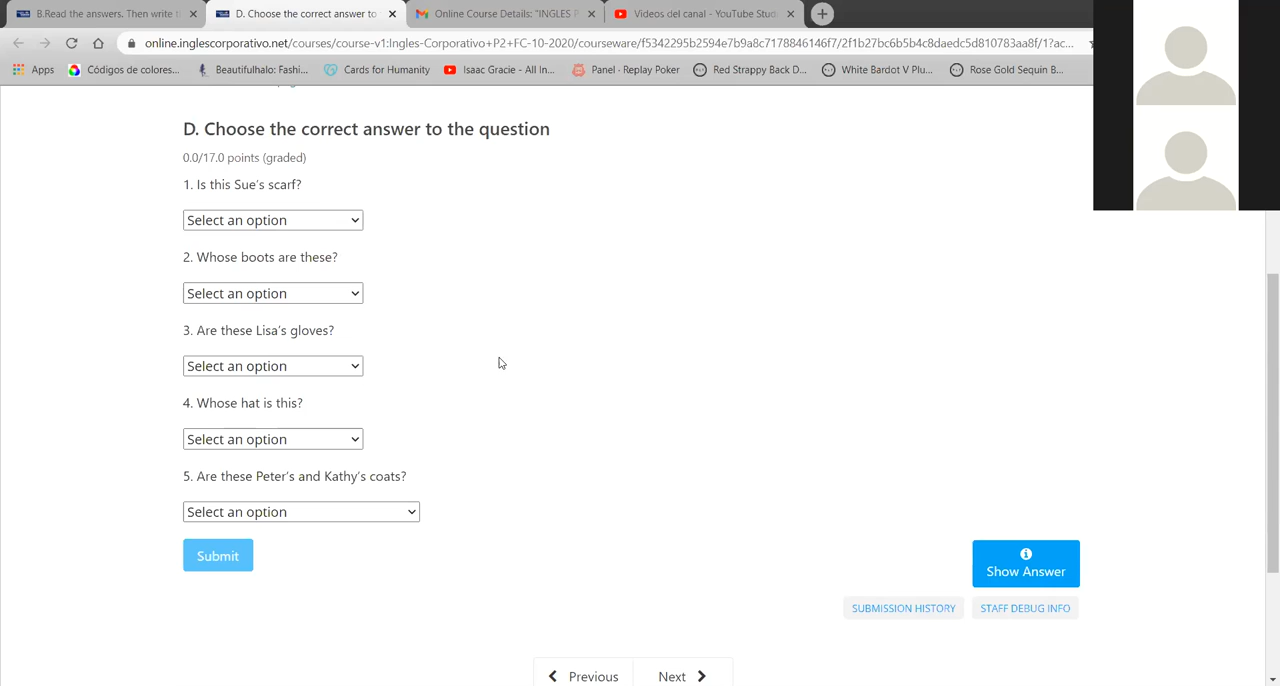 B.Read the answers. Then write t
D. Choose the correct answer to
Online Course Details: "INGLES P
Videos del canal - YouTube Stud
online.inglescorporativo.net/courses/course-v1:Ingles-Corporativo+P2+FC-10-2020/courseware/f5342295b2594e7b9a8c7178846146f7/2f1b27bc6b5b4c8daedc5d810783aa8f/1?ac...
Apps
Códigos de colores...
Beautifulhalo: Fashi...
Cards for Humanity
Isaac Gracie - All In...
Panel · Replay Poker
Red Strappy Back D...
White Bardot V Plu...
Rose Gold Sequin B...
D. Choose the correct answer to the question
0.0/17.0 points (graded)
1. Is this Sue's scarf?
Select an option
2. Whose boots are these?
Select an option
3. Are these Lisa's gloves?
Select an option
4. Whose hat is this?
Select an option
5. Are these Peter's and Kathy's coats?
Select an option
Submit
Show Answer
SUBMISSION HISTORY
STAFF DEBUG INFO
Previous
Next